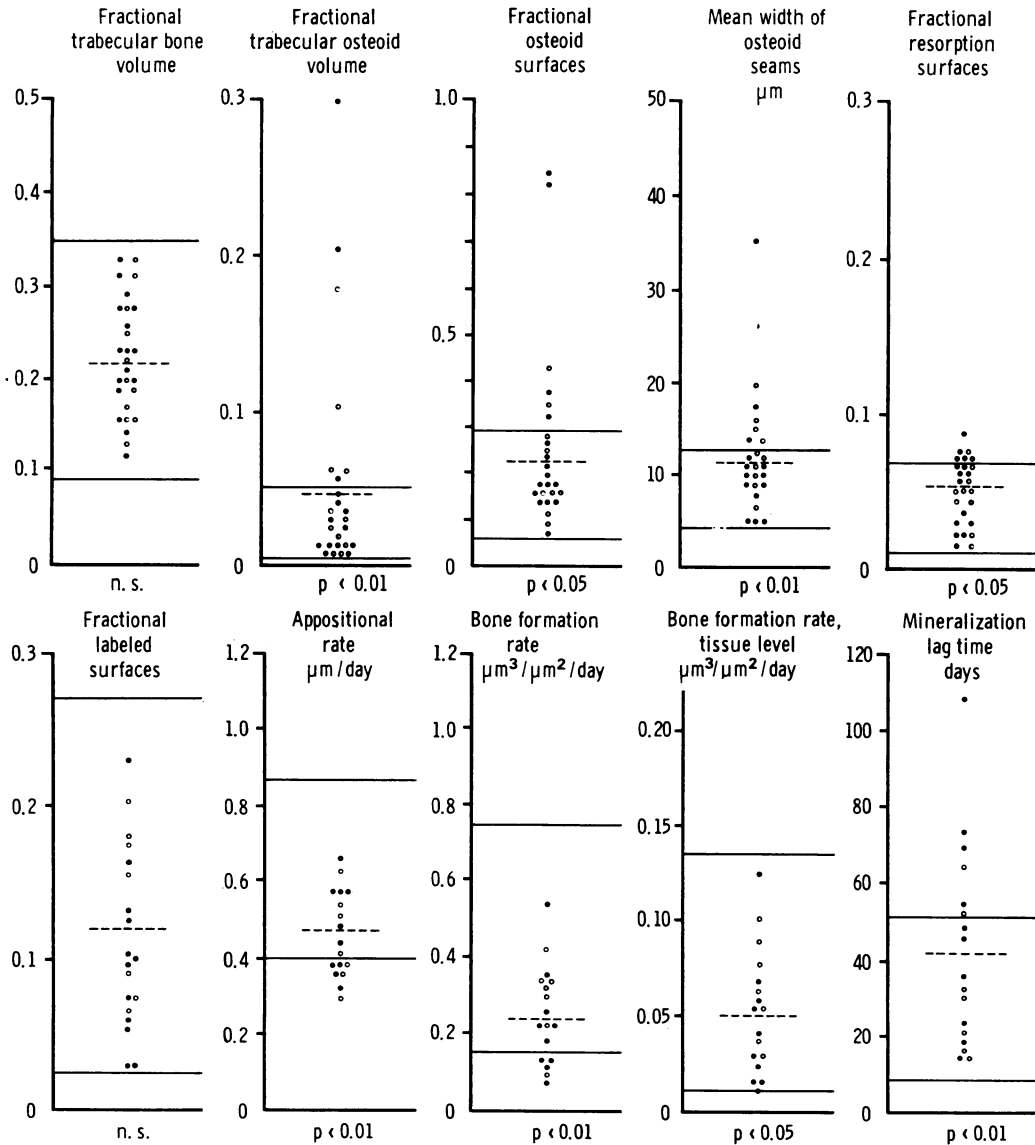 Fractional
trabecular bone
volume
0.5
0.4
0.3
0.2
0.1
0
n. s.
Fractional
trabecular osteoid
volume
0.3
0.2
0.1
0
p < 0.01
Fractional
osteoid
surfaces
1.0
0.5
0
p < 0.05
Mean width of
osteoid
seams
µm
50
40
30
20
10
0
p < 0.01
Fractional
resorption
surfaces
0.3
0.2
0.1
0
p < 0.05
Fractional
labeled
surfaces
0.3
0.2
0.1
0
n. s.
Appositional
rate
µm/day
1.2
1.0
0.8
0.6
0.4
0.2
0
p < 0.01
Bone formation
rate
µm³/µm²/day
1.2
1.0
0.8
0.6
0.4
0.2
0
p < 0.01
Bone formation rate,
tissue level
µm³/µm²/day
0.20
0.15
0.10
0.05
0
p < 0.05
Mineralization
lag time
days
120
100
80
60
40
20
0
p < 0.01